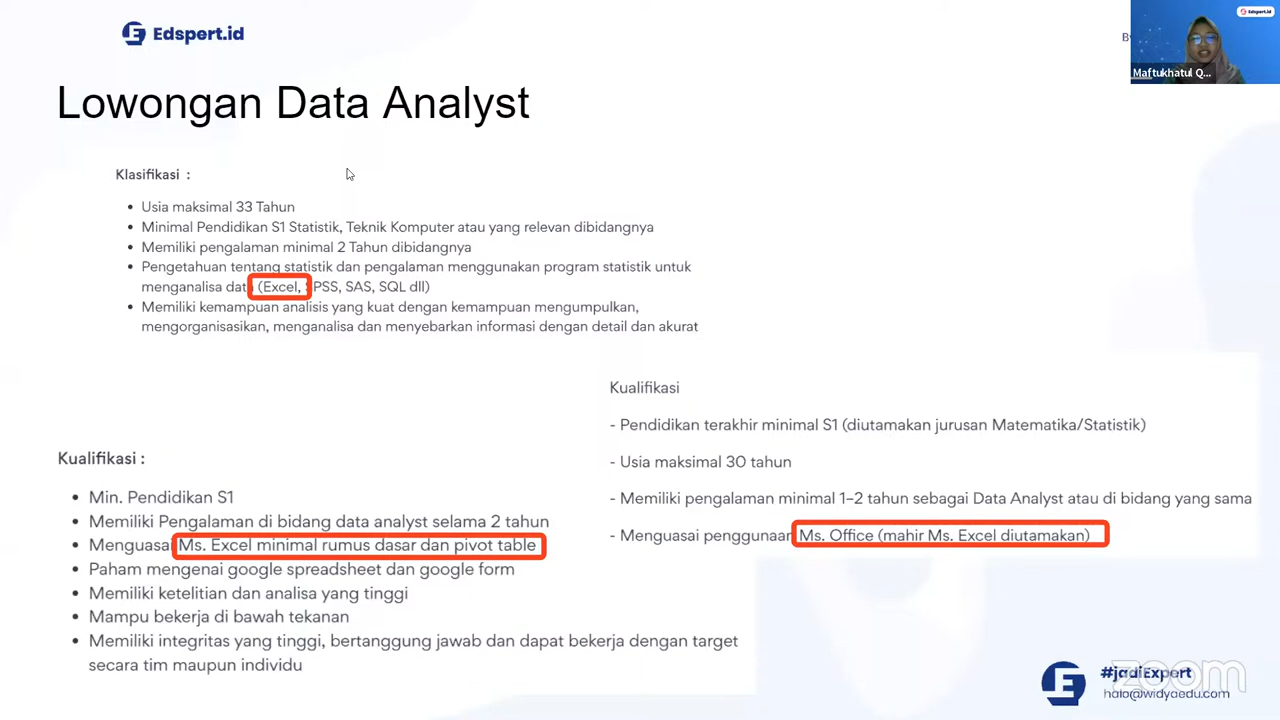 Edspert.id
Edspert.id
By
Maftukhatul Q...
Lowongan Data Analyst
Klasifikasi :
• Usia maksimal 33 Tahun
• Minimal Pendidikan S1 Statistik, Teknik Komputer atau yang relevan dibidangnya
• Memiliki pengalaman minimal 2 Tahun dibidangnya
• Pengetahuan tentang statistik dan pengalaman menggunakan program statistik untuk
menganalisa data (Excel, SPSS, SAS, SQL dll)
• Memiliki kemampuan analisis yang kuat dengan kemampuan mengumpulkan,
mengorganisasikan, menganalisa dan menyebarkan informasi dengan detail dan akurat
Kualifikasi
- Pendidikan terakhir minimal S1 (diutamakan jurusan Matematika/Statistik)
- Usia maksimal 30 tahun
- Memiliki pengalaman minimal 1–2 tahun sebagai Data Analyst atau di bidang yang sama
- Menguasai penggunaan Ms. Office (mahir Ms. Excel diutamakan)
Kualifikasi :
• Min. Pendidikan S1
• Memiliki Pengalaman di bidang data analyst selama 2 tahun
• Menguasai Ms. Excel minimal rumus dasar dan pivot table
• Paham mengenai google spreadsheet dan google form
• Memiliki ketelitian dan analisa yang tinggi
• Mampu bekerja di bawah tekanan
• Memiliki integritas yang tinggi, bertanggung jawab dan dapat bekerja dengan target
secara tim maupun individu
#jadiExpert
halo@widyaedu.com
zoom